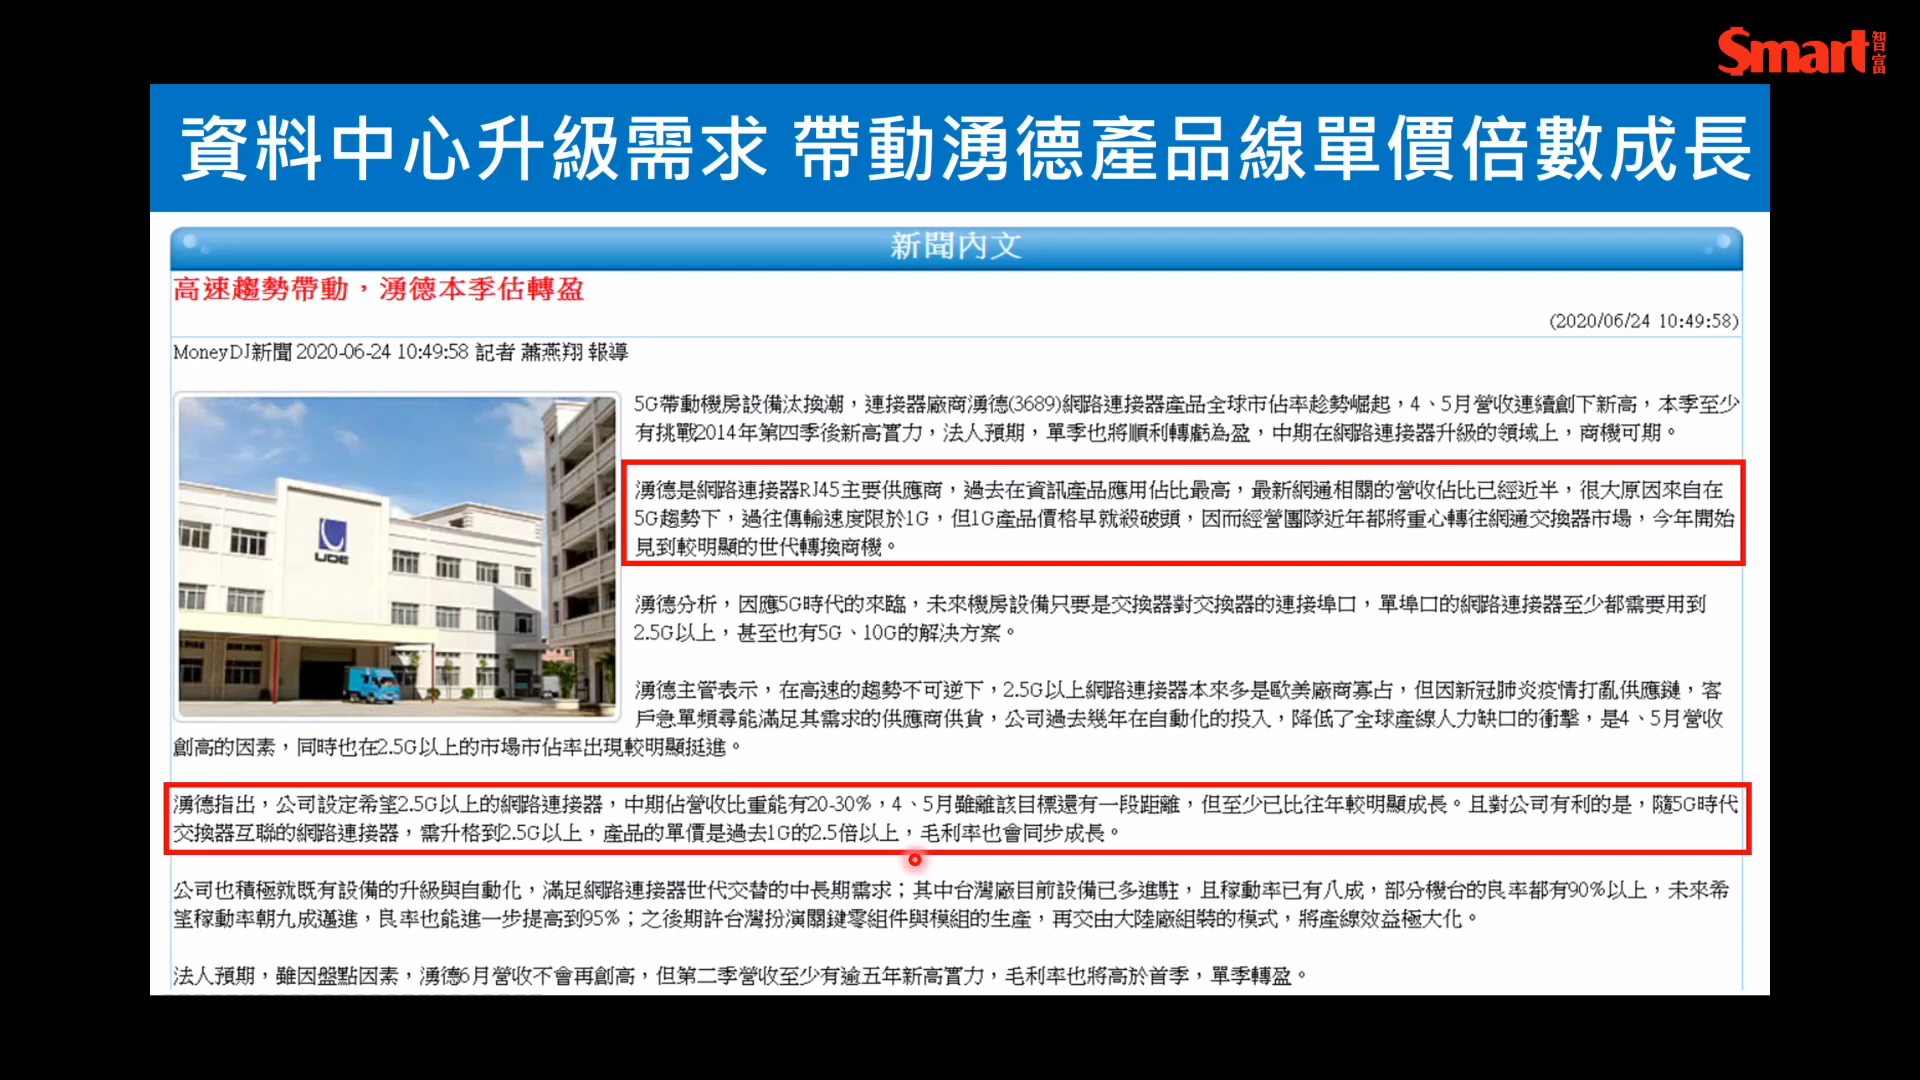 Smart智富
資料中心升級需求 帶動湧德產品線單價倍數成長
新聞內文
高速趨勢帶動，湧德本季估轉盈
(2020/06/24 10:49:58)
MoneyDJ新聞 2020-06-24 10:49:58 記者 蕭燕翔 報導
5G帶動機房設備汰換潮，連接器廠商湧德(3689)網路連接器產品全球市佔率趁勢崛起，4、5月營收連續創下新高，本季至少
有挑戰2014年第四季後新高實力，法人預期，單季也將順利轉虧為盈，中期在網路連接器升級的領域上，商機可期。
湧德是網路連接器RJ45主要供應商，過去在資訊產品應用佔比最高，最新網通相關的營收佔比已經近半，很大原因來自在
5G趨勢下，過往傳輸速度限於1G，但1G產品價格早就殺破頭，因而經營團隊近年都將重心轉往網通交換器市場，今年開始
見到較明顯的世代轉換商機。
湧德分析，因應5G時代的來臨，未來機房設備只要是交換器對交換器的連接埠口，單埠口的網路連接器至少都需要用到
2.5G以上，甚至也有5G、10G的解決方案。
湧德主管表示，在高速的趨勢不可逆下，2.5G以上網路連接器本來多是歐美廠商寡占，但因新冠肺炎疫情打亂供應鏈，客
戶急單頻尋能滿足其需求的供應商供貨，公司過去幾年在自動化的投入，降低了全球產線人力缺口的衝擊，是4、5月營收
創高的因素，同時也在2.5G以上的市場市佔率出現較明顯挺進。
湧德指出，公司設定希望2.5G以上的網路連接器，中期佔營收比重能有20-30%，4、5月雖離該目標還有一段距離，但至少已比往年較明顯成長。且對公司有利的是，隨5G時代
交換器互聯的網路連接器，需升格到2.5G以上，產品的單價是過去1G的2.5倍以上，毛利率也會同步成長。
公司也積極就既有設備的升級與自動化，滿足網路連接器世代交替的中長期需求；其中台灣廠目前設備已多進駐，且稼動率已有八成，部分機台的良率都有90%以上，未來希
望稼動率朝九成邁進，良率也能進一步提高到95%；之後期許台灣扮演關鍵零組件與模組的生產，再交由大陸廠組裝的模式，將產線效益極大化。
法人預期，雖因盤點因素，湧德6月營收不會再創高，但第二季營收至少有逾五年新高實力，毛利率也將高於首季，單季轉盈。
UDE